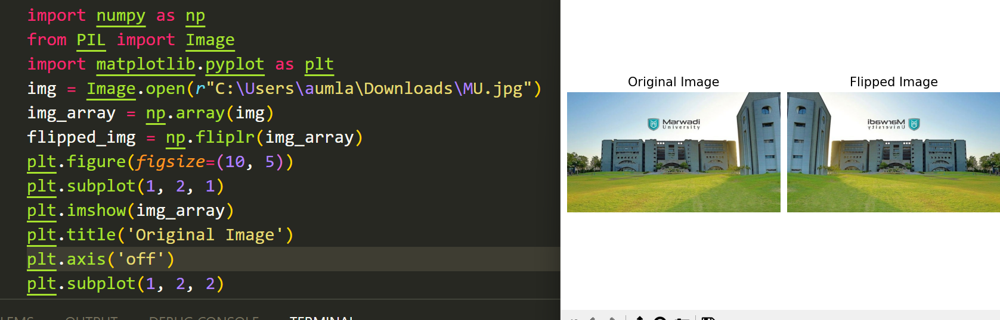 import numpy as np
from PIL import Image
import matplotlib.pyplot as plt
img = Image.open(r"C:\Users\aumla\Downloads\MU.jpg")
img_array = np.array(img)
flipped_img = np.fliplr(img_array)
plt.figure(figsize=(10, 5))
plt.subplot(1, 2, 1)
plt.imshow(img_array)
plt.title('Original Image')
plt.axis('off')
plt.subplot(1, 2, 2)
LEMS OUTPUT DEBUG CONSOLE TERMINAL
Original Image
Marwadi
University
Flipped Image
Marwadi
University